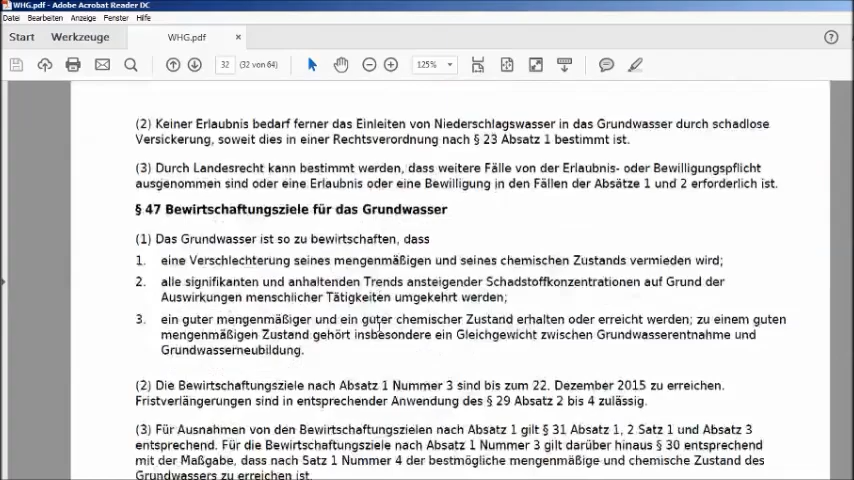 WHG.pdf - Adobe Acrobat Reader DC
Datei Bearbeiten Anzeige Fenster Hilfe
Start Werkzeuge WHG.pdf ×
32 (32 von 64) 125%
(2) Keiner Erlaubnis bedarf ferner das Einleiten von Niederschlagswasser in das Grundwasser durch schadlose
Versickerung, soweit dies in einer Rechtsverordnung nach § 23 Absatz 1 bestimmt ist.
(3) Durch Landesrecht kann bestimmt werden, dass weitere Fälle von der Erlaubnis- oder Bewilligungspflicht
ausgenommen sind oder eine Erlaubnis oder eine Bewilligung in den Fällen der Absätze 1 und 2 erforderlich ist.
§ 47 Bewirtschaftungsziele für das Grundwasser
(1) Das Grundwasser ist so zu bewirtschaften, dass
1. eine Verschlechterung seines mengenmäßigen und seines chemischen Zustands vermieden wird;
2. alle signifikanten und anhaltenden Trends ansteigender Schadstoffkonzentrationen auf Grund der
Auswirkungen menschlicher Tätigkeiten umgekehrt werden;
3. ein guter mengenmäßiger und ein guter chemischer Zustand erhalten oder erreicht werden; zu einem guten
mengenmäßigen Zustand gehört insbesondere ein Gleichgewicht zwischen Grundwasserentnahme und
Grundwasserneubildung.
(2) Die Bewirtschaftungsziele nach Absatz 1 Nummer 3 sind bis zum 22. Dezember 2015 zu erreichen.
Fristverlängerungen sind in entsprechender Anwendung des § 29 Absatz 2 bis 4 zulässig.
(3) Für Ausnahmen von den Bewirtschaftungszielen nach Absatz 1 gilt § 31 Absatz 1, 2 Satz 1 und Absatz 3
entsprechend. Für die Bewirtschaftungsziele nach Absatz 1 Nummer 3 gilt darüber hinaus § 30 entsprechend
mit der Maßgabe, dass nach Satz 1 Nummer 4 der bestmögliche mengenmäßige und chemische Zustand des
Grundwassers zu erreichen ist.